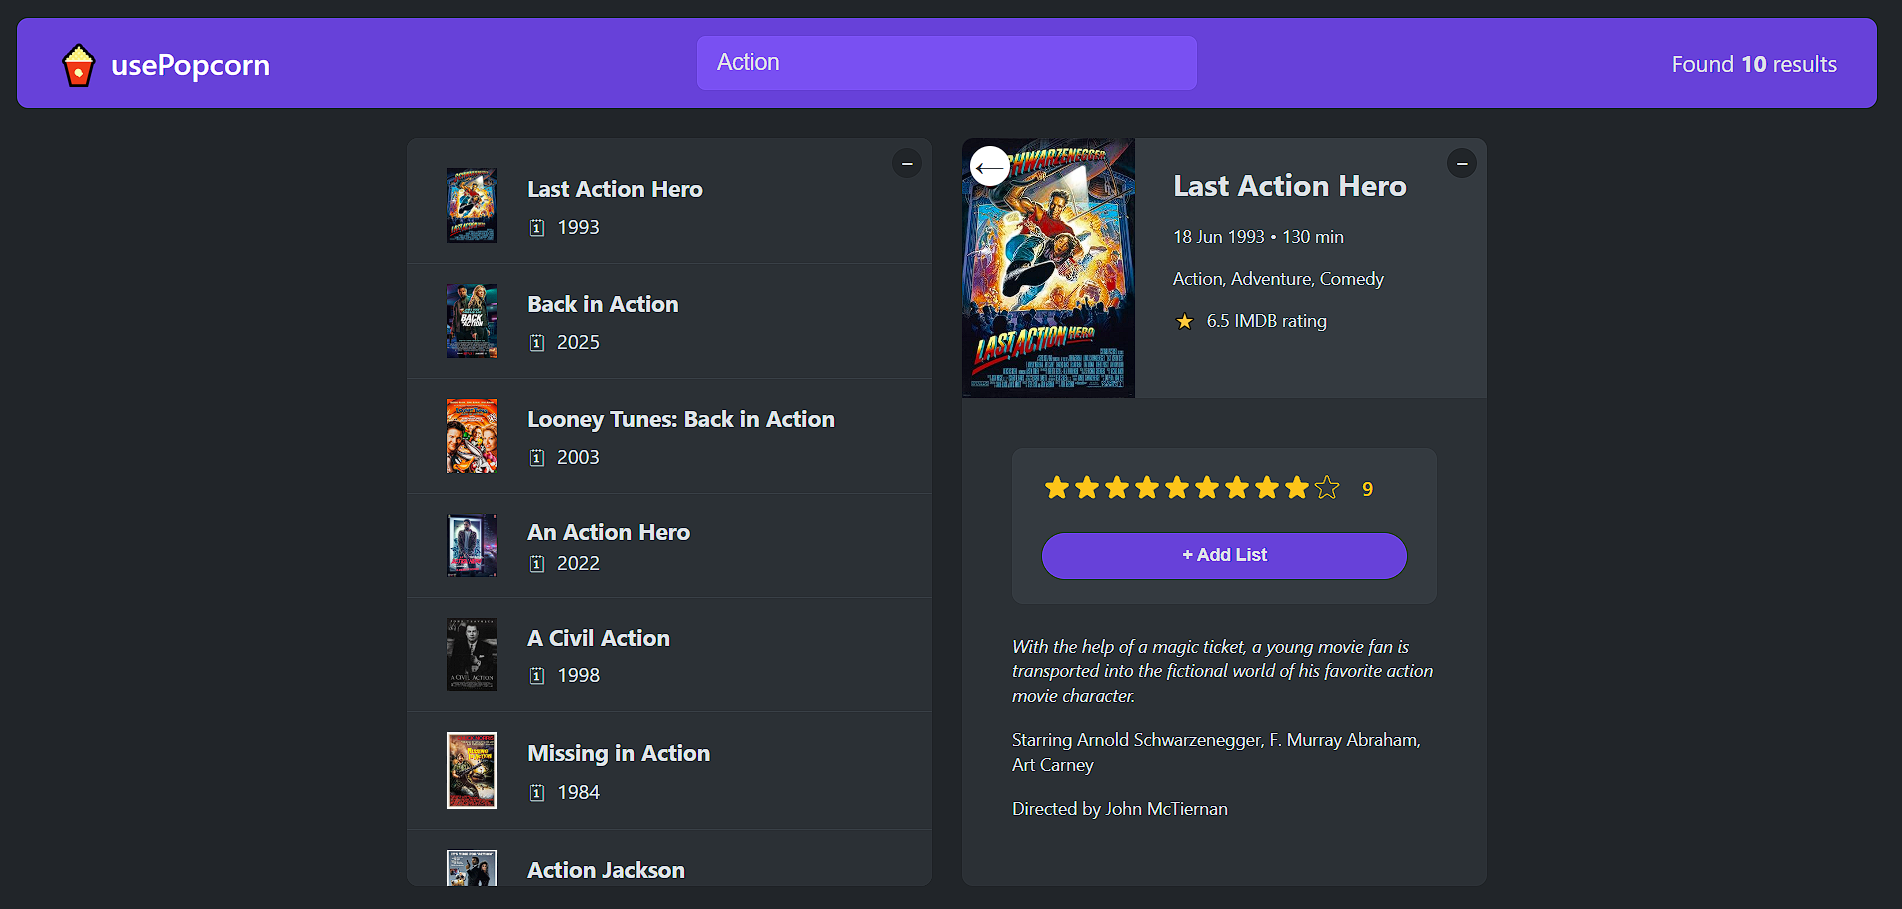 usePopcorn
Action
Found 10 results
Last Action Hero
1993
Back in Action
2025
Looney Tunes: Back in Action
2003
An Action Hero
2022
A Civil Action
1998
Missing in Action
1984
Action Jackson
SCHWARZENEGGER
LAST ACTION HERO
Last Action Hero
18 Jun 1993 • 130 min
Action, Adventure, Comedy
6.5 IMDB rating
9
+ Add List
With the help of a magic ticket, a young movie fan is
transported into the fictional world of his favorite action
movie character.
Starring Arnold Schwarzenegger, F. Murray Abraham,
Art Carney
Directed by John McTiernan